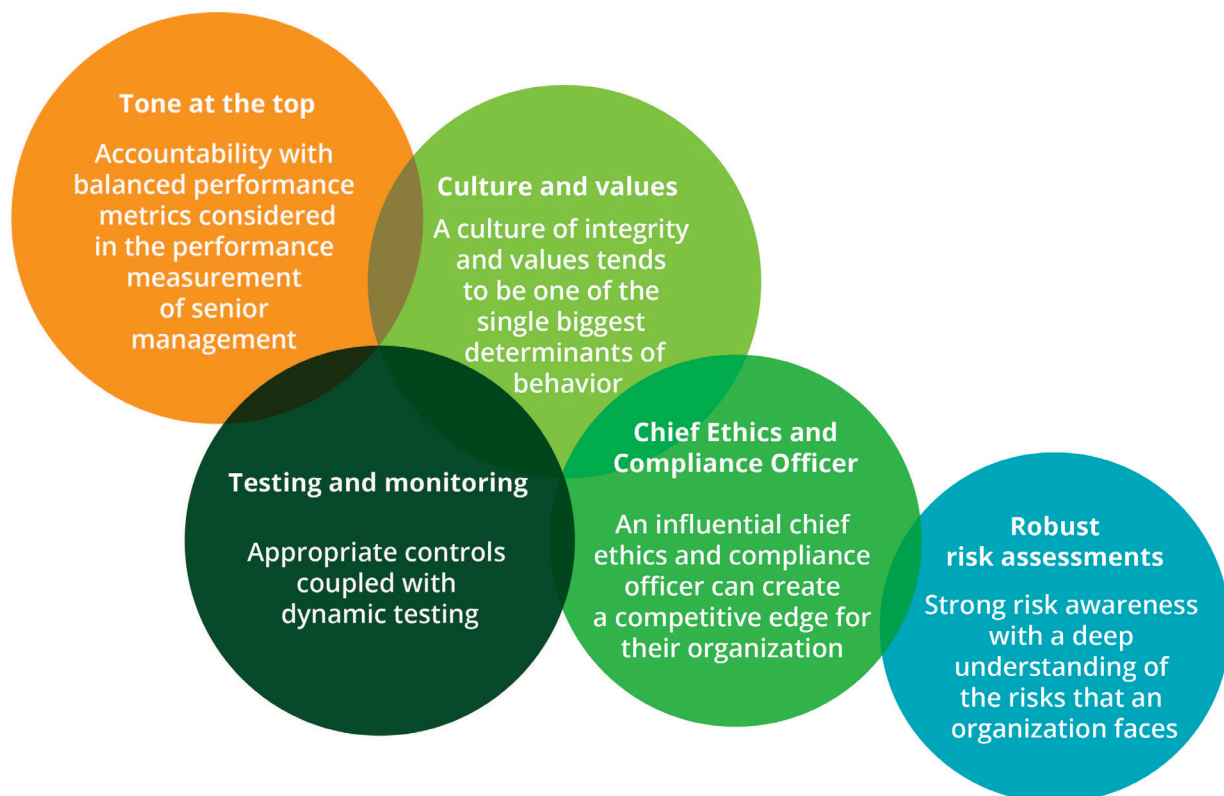 Tone at the top
Accountability with
balanced performance
metrics considered
in the performance
measurement
of senior
management
Culture and values
A culture of integrity
and values tends
to be one of the
single biggest
determinants of
behavior
Testing and monitoring
Appropriate controls
coupled with
dynamic testing
Chief Ethics and
Compliance Officer
An influential chief
ethics and compliance
officer can create
a competitive edge for
their organization
Robust
risk assessments
Strong risk awareness
with a deep
understanding of
the risks that an
organization faces